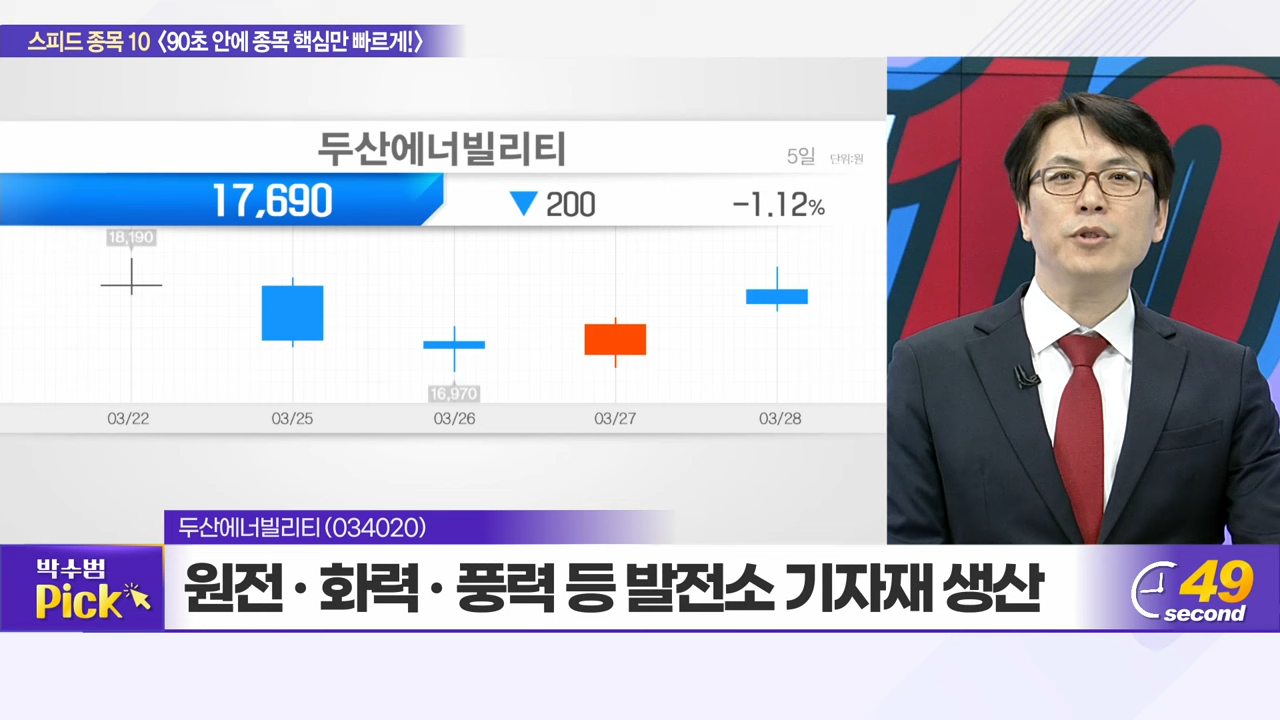 스피드 종목 10 〈90초 안에 종목 핵심만 빠르게!〉
두산에너빌리티
5일 단위:원
17,690 ▼ 200 -1.12%
18,190
16,970
03/22 03/25 03/26 03/27 03/28
10
두산에너빌리티 (034020)
박수범
Pick
원전·화력·풍력 등 발전소 기자재 생산
49
second